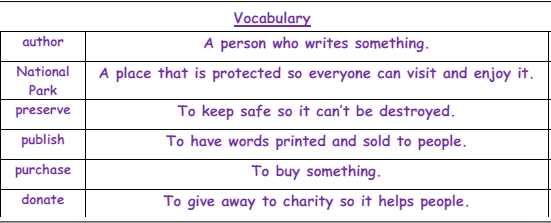 Vocabulary
author
A person who writes something.
National
Park
A place that is protected so everyone can visit and enjoy it.
preserve
To keep safe so it can't be destroyed.
publish
To have words printed and sold to people.
purchase
To buy something.
donate
To give away to charity so it helps people.